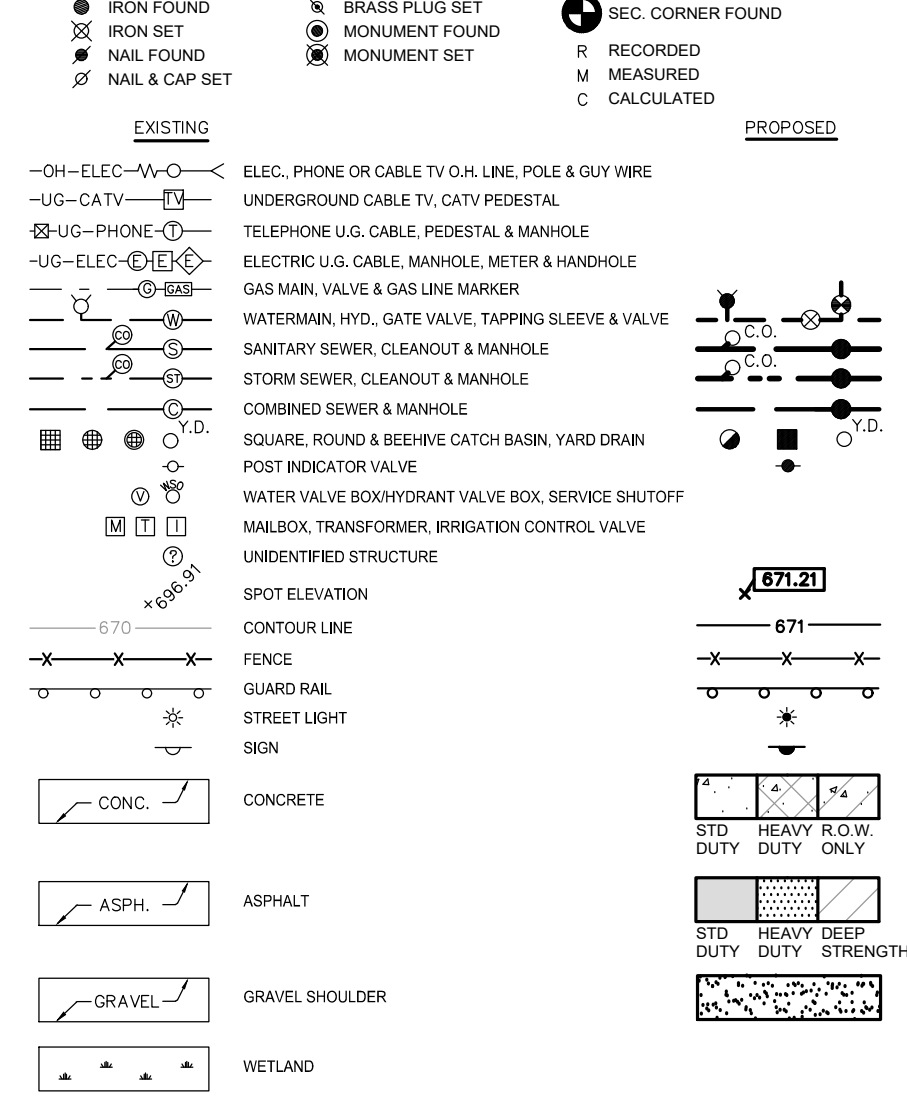 IRON FOUND
BRASS PLUG SET
SEC. CORNER FOUND
IRON SET
MONUMENT FOUND
NAIL FOUND
MONUMENT SET
R RECORDED
NAIL & CAP SET
M MEASURED
C CALCULATED
EXISTING PROPOSED
OH-ELEC ELEC., PHONE OR CABLE TV O.H. LINE, POLE & GUY WIRE
UG-CATV TV UNDERGROUND CABLE TV, CATV PEDESTAL
UG-PHONE T TELEPHONE U.G. CABLE, PEDESTAL & MANHOLE
UG-ELEC E E E ELECTRIC U.G. CABLE, MANHOLE, METER & HANDHOLE
G GAS GAS MAIN, VALVE & GAS LINE MARKER
W WATERMAIN, HYD., GATE VALVE, TAPPING SLEEVE & VALVE
CO S SANITARY SEWER, CLEANOUT & MANHOLE C.O.
CO ST STORM SEWER, CLEANOUT & MANHOLE C.O.
C COMBINED SEWER & MANHOLE
Y.D. SQUARE, ROUND & BEEHIVE CATCH BASIN, YARD DRAIN Y.D.
POST INDICATOR VALVE
V WSO WATER VALVE BOX/HYDRANT VALVE BOX, SERVICE SHUTOFF
M T I MAILBOX, TRANSFORMER, IRRIGATION CONTROL VALVE
? UNIDENTIFIED STRUCTURE
696.91 SPOT ELEVATION 671.21
670 CONTOUR LINE 671
FENCE
GUARD RAIL
STREET LIGHT
SIGN
CONC. CONCRETE
STD DUTY
HEAVY DUTY
R.O.W. ONLY
ASPH. ASPHALT
STD DUTY
HEAVY DUTY
DEEP STRENGTH
GRAVEL GRAVEL SHOULDER
WETLAND